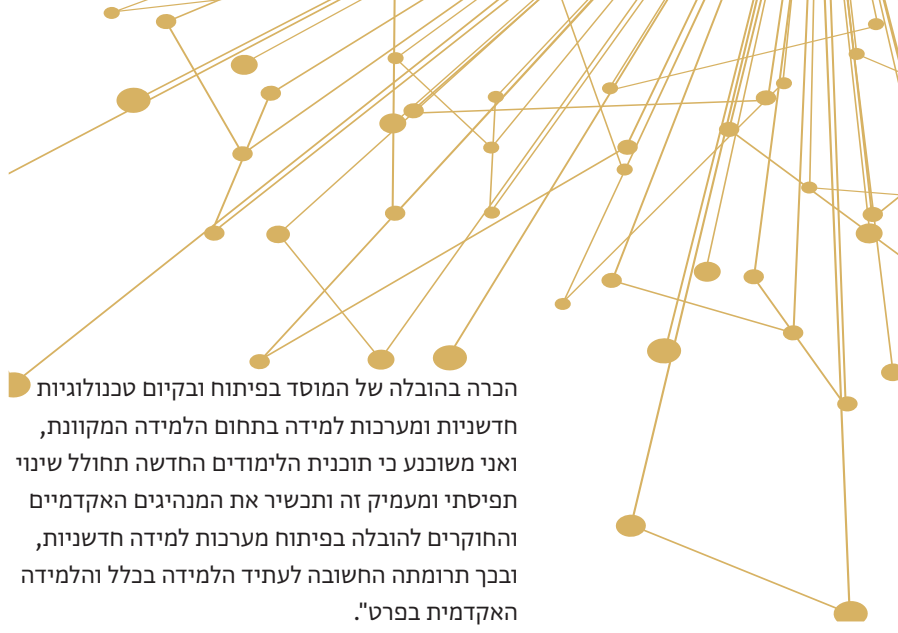 הכרה בהובלה של המוסד בפיתוח ובקיום טכנולוגיות
חדשניות ומערכות למידה בתחום הלמידה המקוונת,
ואני משוכנע כי תוכנית הלימודים החדשה תחולל שינוי
תפיסתי ומעמיק זה ותכשיר את המנהיגים האקדמיים
והחוקרים להובלה בפיתוח מערכות למידה חדשניות,
ובכך תרומתה החשובה לעתיד הלמידה בכלל והלמידה
האקדמית בפרט".